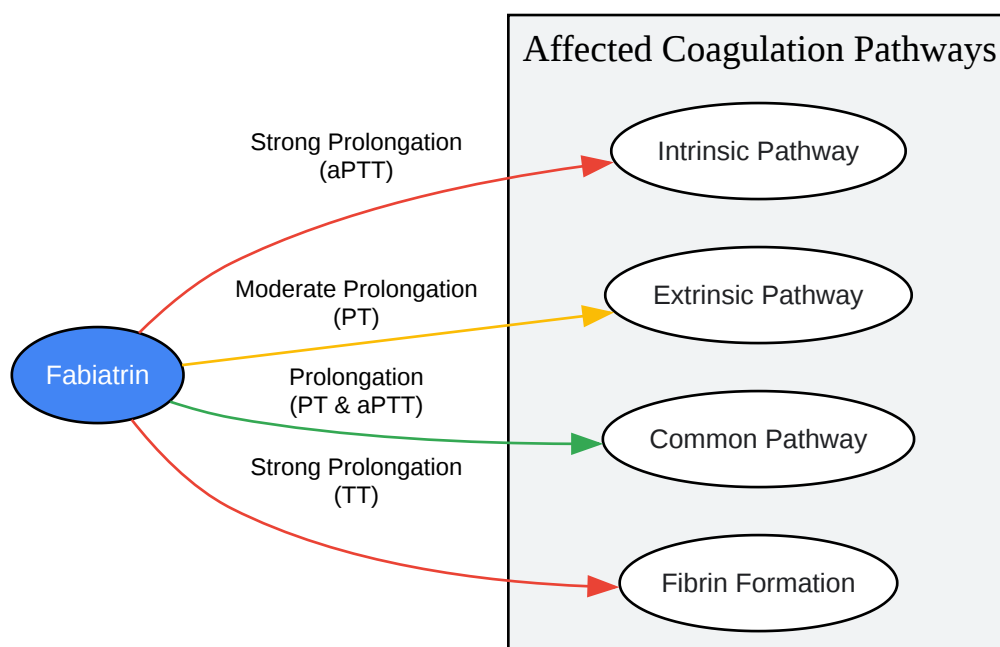 Affected Coagulation Pathways
Strong Prolongation
(aPTT)
Intrinsic Pathway
Moderate Prolongation
(PT)
Extrinsic Pathway
Fabiatrin
Prolongation
(PT & aPTT)
Common Pathway
Strong Prolongation
(TT)
Fibrin Formation